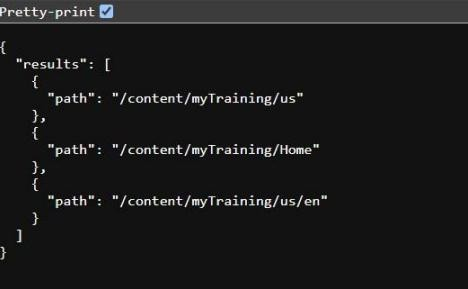 Pretty-print
{
  "results": [
    {
      "path": "/content/myTraining/us"
    },
    {
      "path": "/content/myTraining/Home"
    },
    {
      "path": "/content/myTraining/us/en"
    }
  ]
}